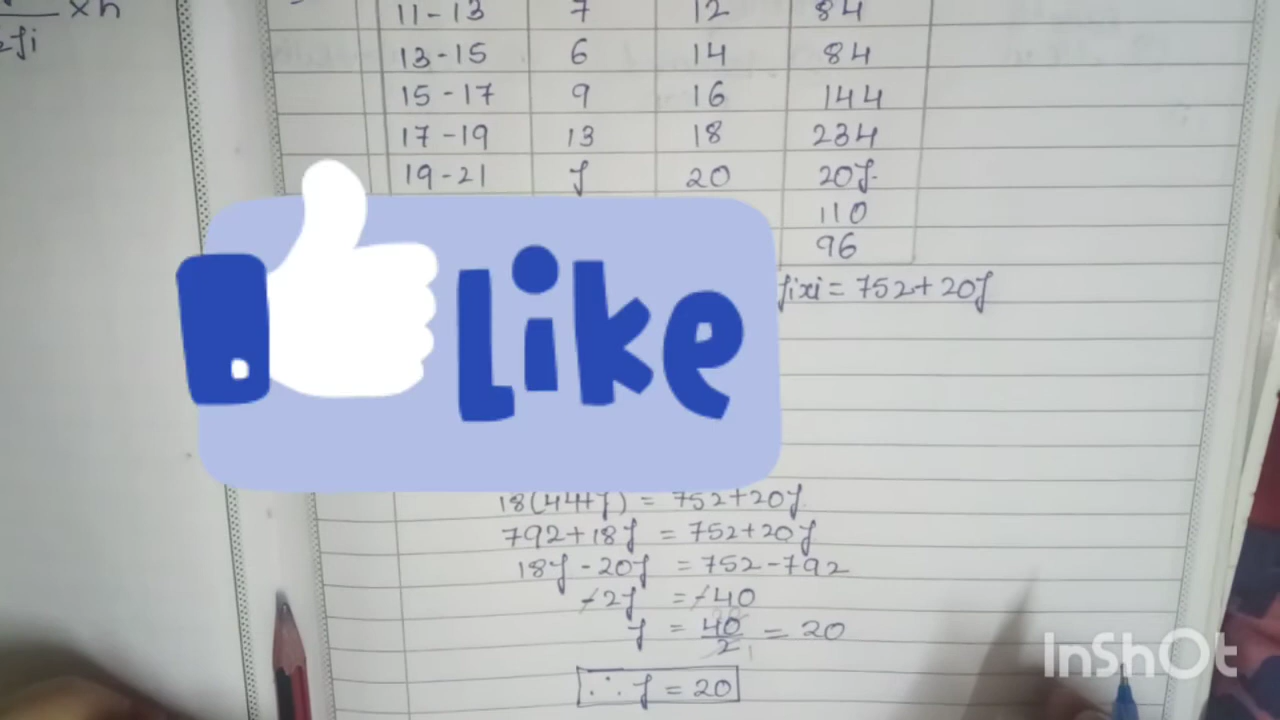 × h
11-13 7 12 84
13-15 6 14 84
15-17 9 16 144
17-19 13 18 234
19-21 f 20 20f
110
96
fixi = 752+20f
Like
18(44+f) = 752+20f
792+18f = 752+20f
18f - 20f = 752-792
-2f = -40
f = 40/2 = 20
∴ f = 20
InShOt